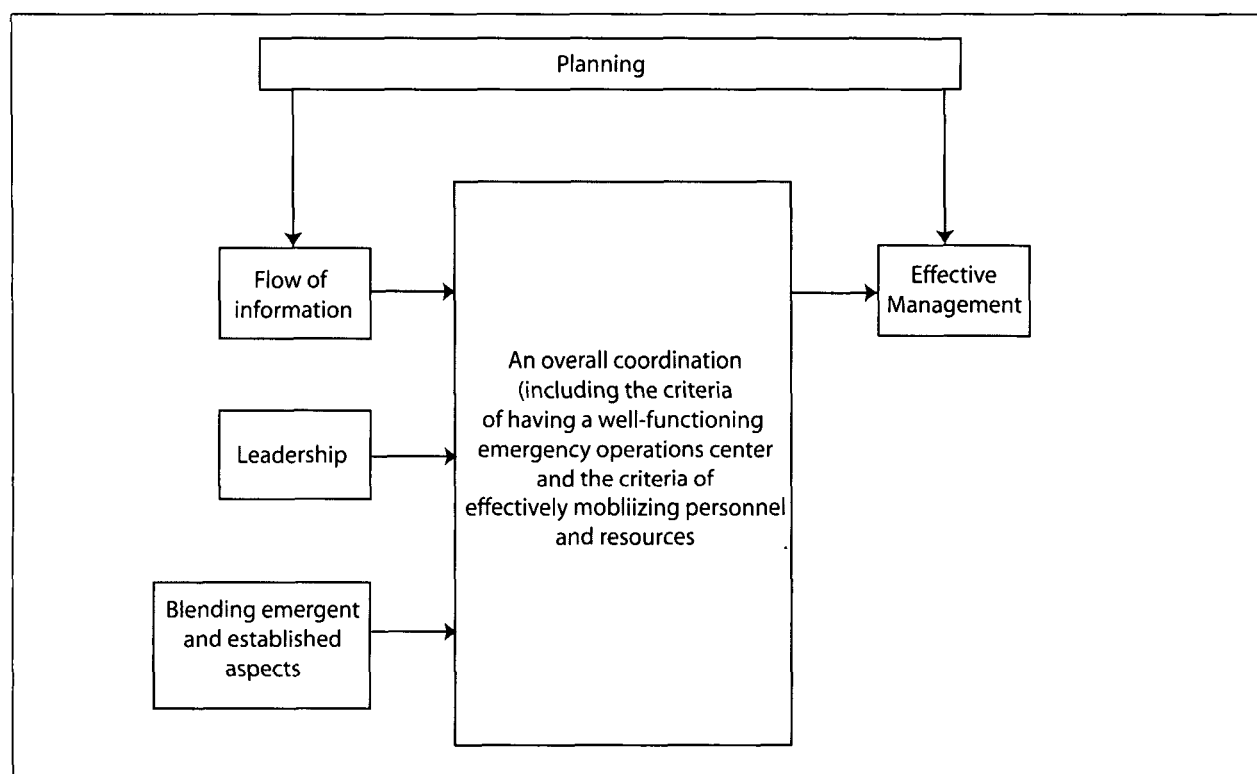 Planning
Flow of
information
Effective
Management
An overall coordination
(including the criteria
of having a well-functioning
emergency operations center
and the criteria of
effectively mobliizing personnel
and resources
Leadership
Blending emergent
and established
aspects